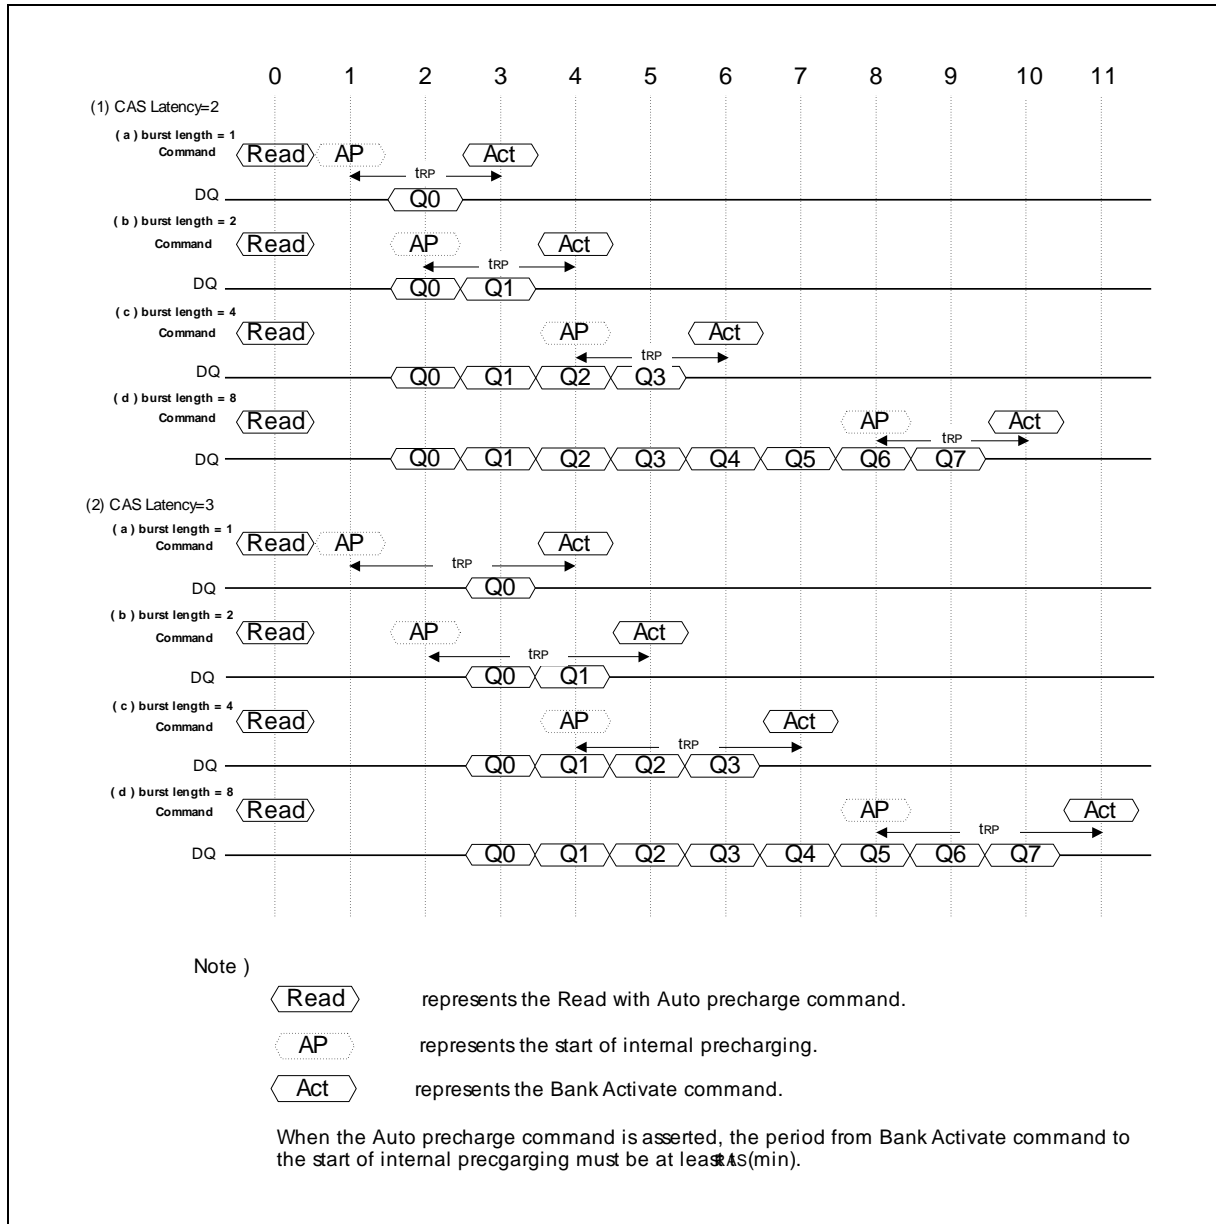 0 1 2 3 4 5 6 7 8 9 10 11
(1) CAS Latency=2
( a ) burst length = 1
Command Read AP Act
tRP
DQ Q0
( b ) burst length = 2
Command Read AP Act
tRP
DQ Q0 Q1
( c ) burst length = 4
Command Read AP Act
tRP
DQ Q0 Q1 Q2 Q3
( d ) burst length = 8
Command Read AP Act
tRP
DQ Q0 Q1 Q2 Q3 Q4 Q5 Q6 Q7
(2) CAS Latency=3
( a ) burst length = 1
Command Read AP Act
tRP
DQ Q0
( b ) burst length = 2
Command Read AP Act
tRP
DQ Q0 Q1
( c ) burst length = 4
Command Read AP Act
tRP
DQ Q0 Q1 Q2 Q3
( d ) burst length = 8
Command Read AP Act
tRP
DQ Q0 Q1 Q2 Q3 Q4 Q5 Q6 Q7
Note )
Read represents the Read with Auto precharge command.
AP represents the start of internal precharging.
Act represents the Bank Activate command.
When the Auto precharge command is asserted, the period from Bank Activate command to
the start of internal precgarging must be at least tRAS(min).